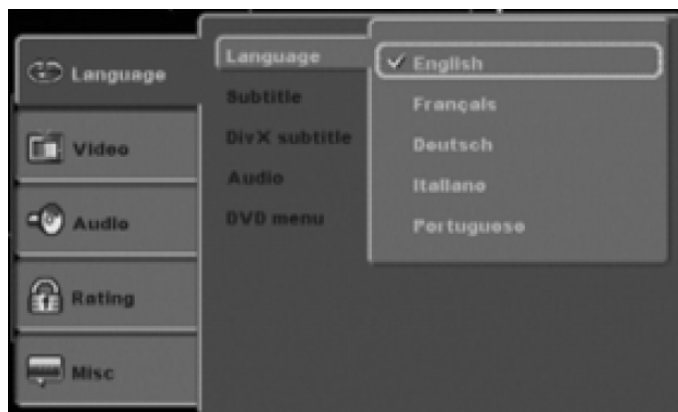 Language
Video
Audio
Rating
Misc
Language
Subtitle
DivX subtitle
Audio
DVD menu
English
Français
Deutsch
Italiano
Portuguese